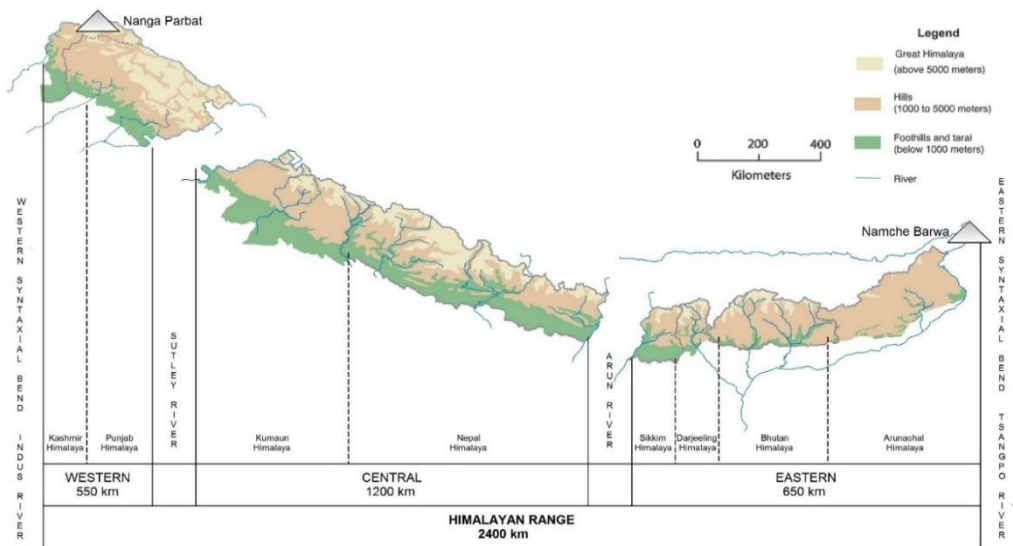 Nanga Parbat
Legend
Great Himalaya
(above 5000 meters)
Hills
(1000 to 5000 meters)
Foothills and tarai
(below 1000 meters)
River
0 200 400
Kilometers
Namche Barwa
WESTERN SYNTAXIAL BEND INDUS RIVER
SUTLEY RIVER
ARUN RIVER
EASTERN SYNTAXIAL BEND TSANGPO RIVER
Kashmir
Himalaya
Punjab
Himalaya
Kumaun
Himalaya
Nepal
Himalaya
Sikkim
Himalaya
Darjeeling
Himalaya
Bhutan
Himalaya
Arunachal
Himalaya
WESTERN
550 km
CENTRAL
1200 km
EASTERN
650 km
HIMALAYAN RANGE
2400 km